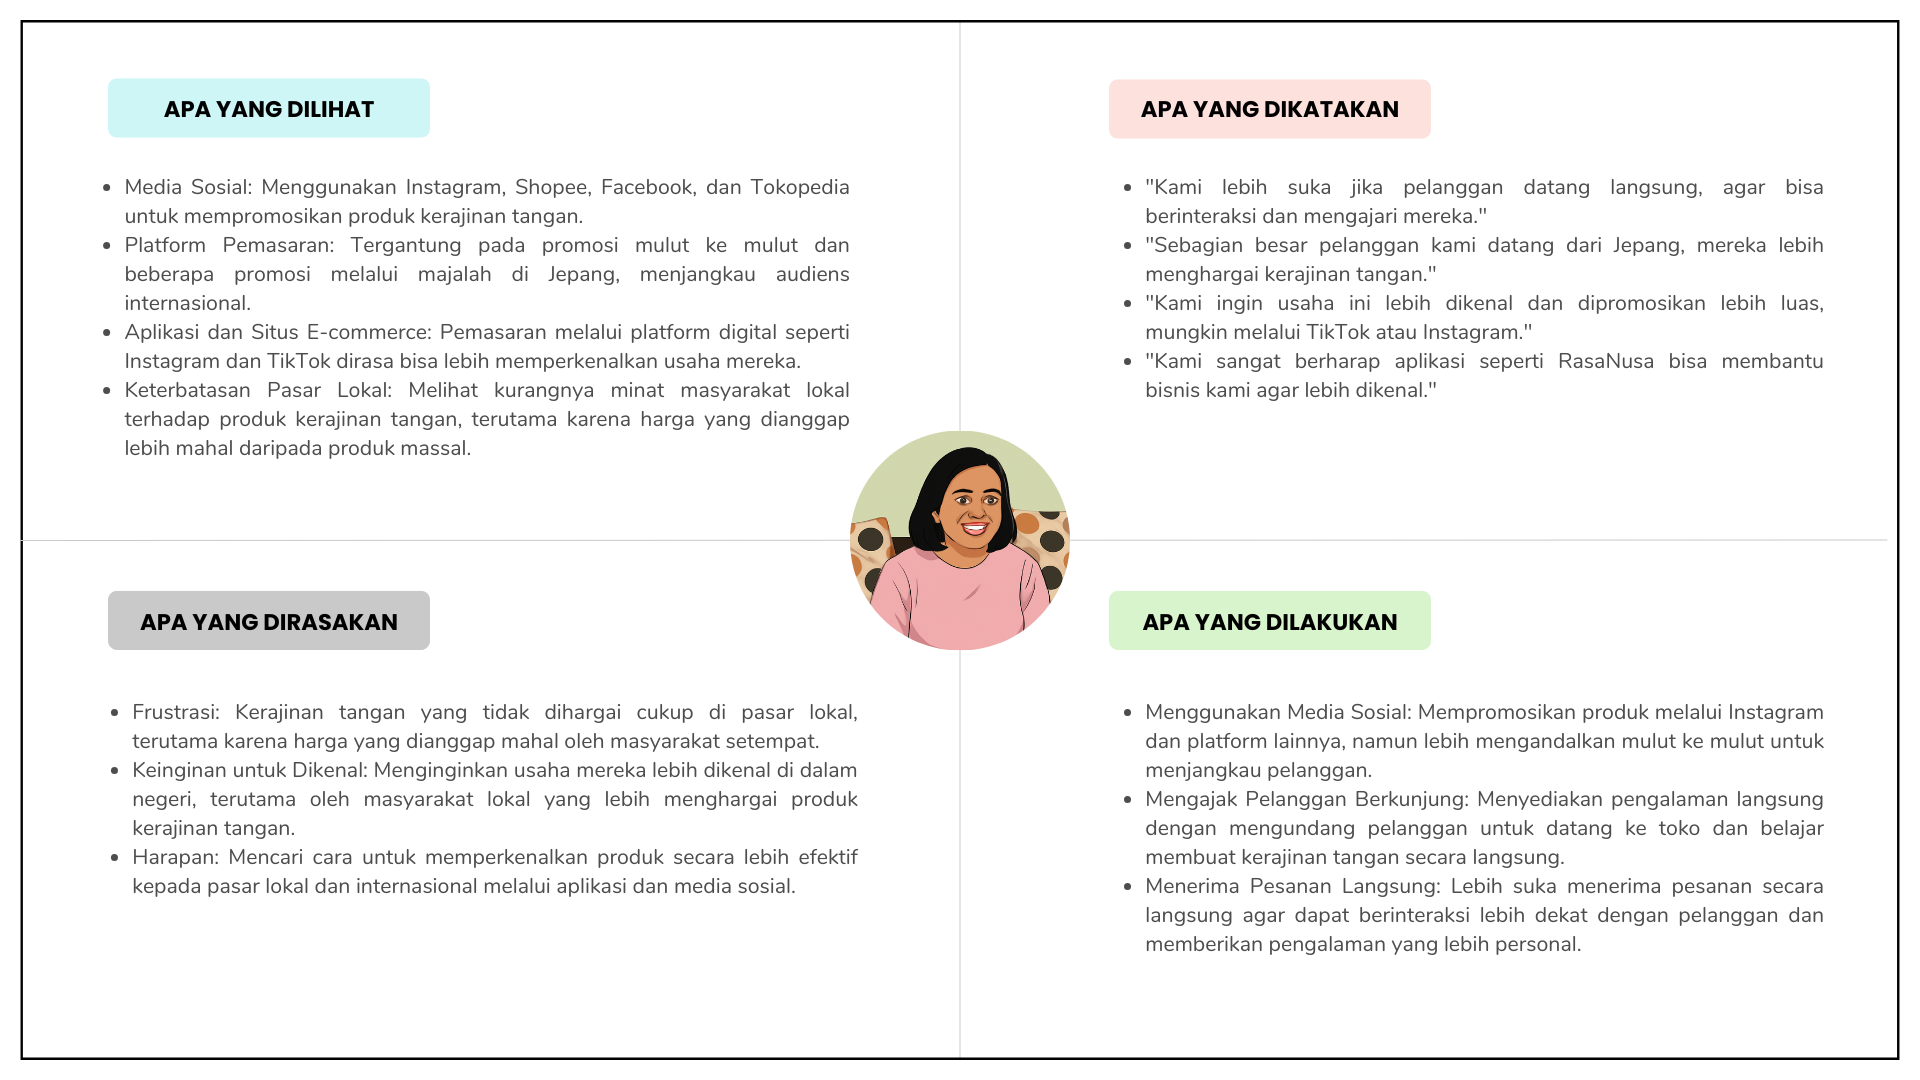 APA YANG DILIHAT
• Media Sosial: Menggunakan Instagram, Shopee, Facebook, dan Tokopedia
untuk mempromosikan produk kerajinan tangan.
• Platform Pemasaran: Tergantung pada promosi mulut ke mulut dan
beberapa promosi melalui majalah di Jepang, menjangkau audiens
internasional.
• Aplikasi dan Situs E-commerce: Pemasaran melalui platform digital seperti
Instagram dan TikTok dirasa bisa lebih memperkenalkan usaha mereka.
• Keterbatasan Pasar Lokal: Melihat kurangnya minat masyarakat lokal
terhadap produk kerajinan tangan, terutama karena harga yang dianggap
lebih mahal daripada produk massal.
APA YANG DIKATAKAN
• "Kami lebih suka jika pelanggan datang langsung, agar bisa
berinteraksi dan mengajari mereka."
• "Sebagian besar pelanggan kami datang dari Jepang, mereka lebih
menghargai kerajinan tangan."
• "Kami ingin usaha ini lebih dikenal dan dipromosikan lebih luas,
mungkin melalui TikTok atau Instagram."
• "Kami sangat berharap aplikasi seperti RasaNusa bisa membantu
bisnis kami agar lebih dikenal."
APA YANG DIRASAKAN
• Frustrasi: Kerajinan tangan yang tidak dihargai cukup di pasar lokal,
terutama karena harga yang dianggap mahal oleh masyarakat setempat.
• Keinginan untuk Dikenal: Menginginkan usaha mereka lebih dikenal di dalam
negeri, terutama oleh masyarakat lokal yang lebih menghargai produk
kerajinan tangan.
• Harapan: Mencari cara untuk memperkenalkan produk secara lebih efektif
kepada pasar lokal dan internasional melalui aplikasi dan media sosial.
APA YANG DILAKUKAN
• Menggunakan Media Sosial: Mempromosikan produk melalui Instagram
dan platform lainnya, namun lebih mengandalkan mulut ke mulut untuk
menjangkau pelanggan.
• Mengajak Pelanggan Berkunjung: Menyediakan pengalaman langsung
dengan mengundang pelanggan untuk datang ke toko dan belajar
membuat kerajinan tangan secara langsung.
• Menerima Pesanan Langsung: Lebih suka menerima pesanan secara
langsung agar dapat berinteraksi lebih dekat dengan pelanggan dan
memberikan pengalaman yang lebih personal.